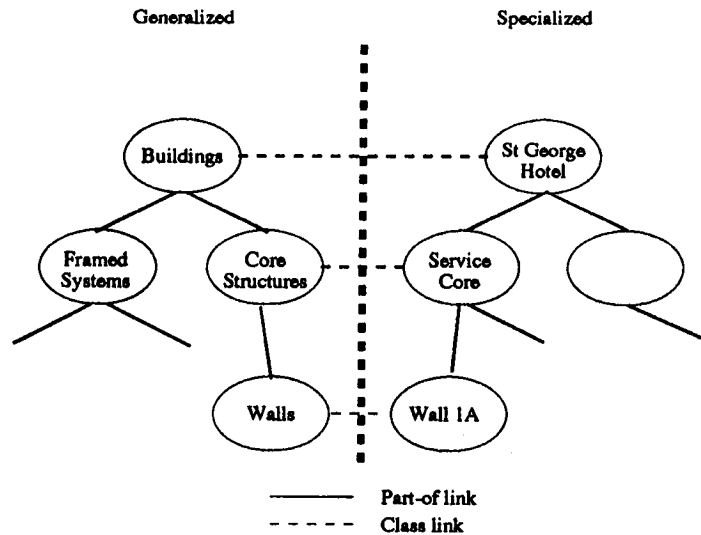 Generalized
Specialized
Buildings
St George
Hotel
Framed
Systems
Core
Structures
Service
Core
Walls
Wall 1A
Part-of link
Class link